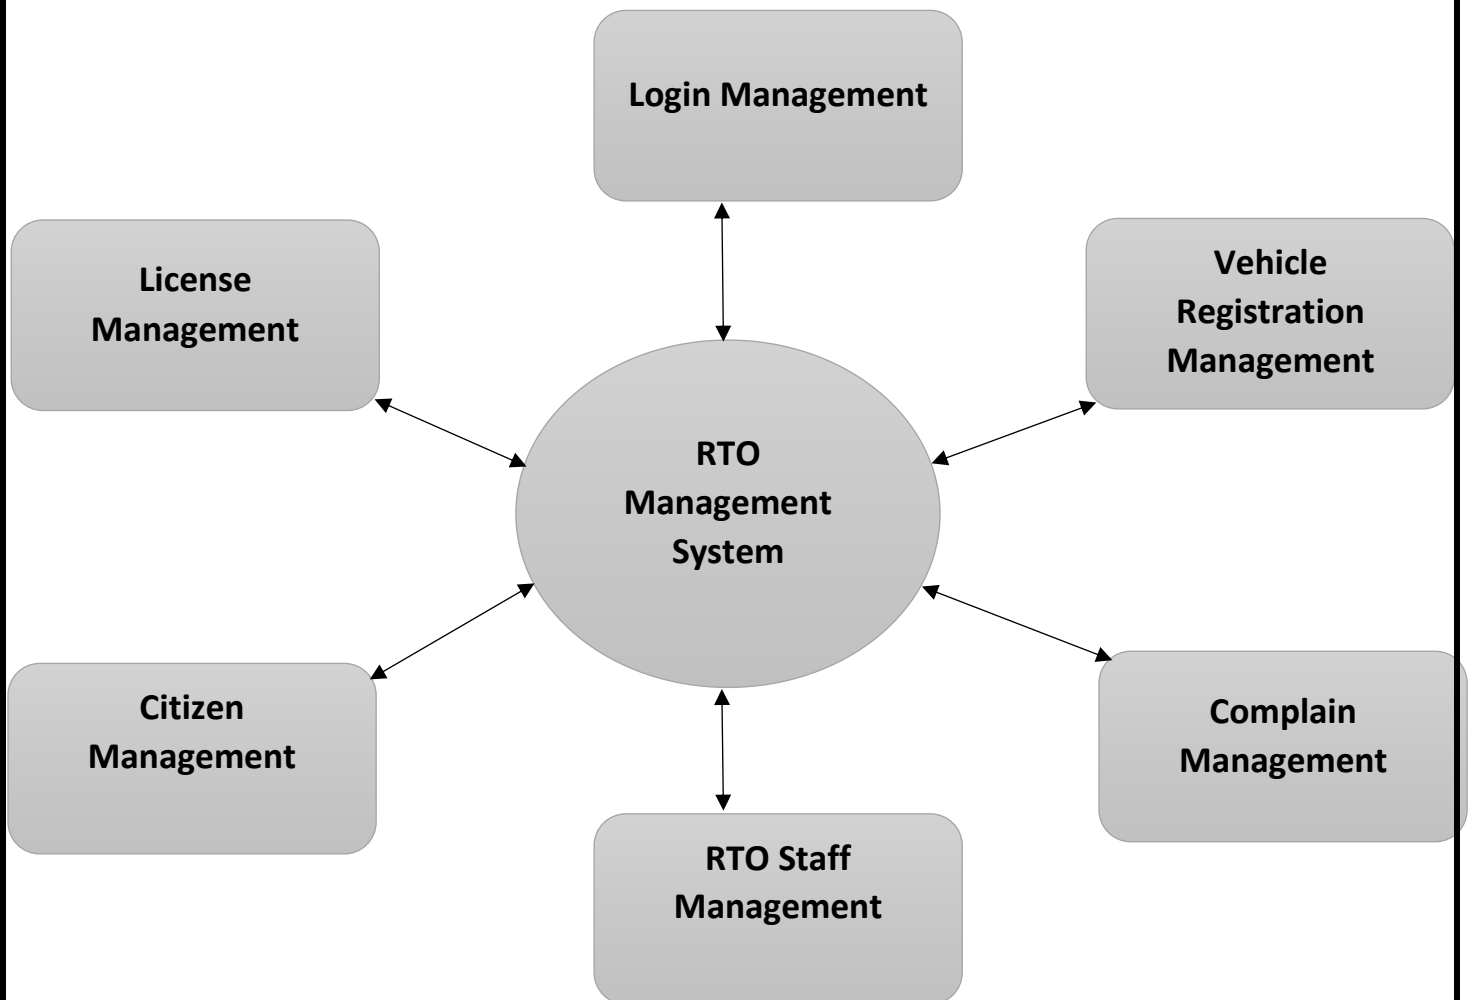 Login Management
License
Management
Vehicle
Registration
Management
RTO
Management
System
Citizen
Management
Complain
Management
RTO Staff
Management